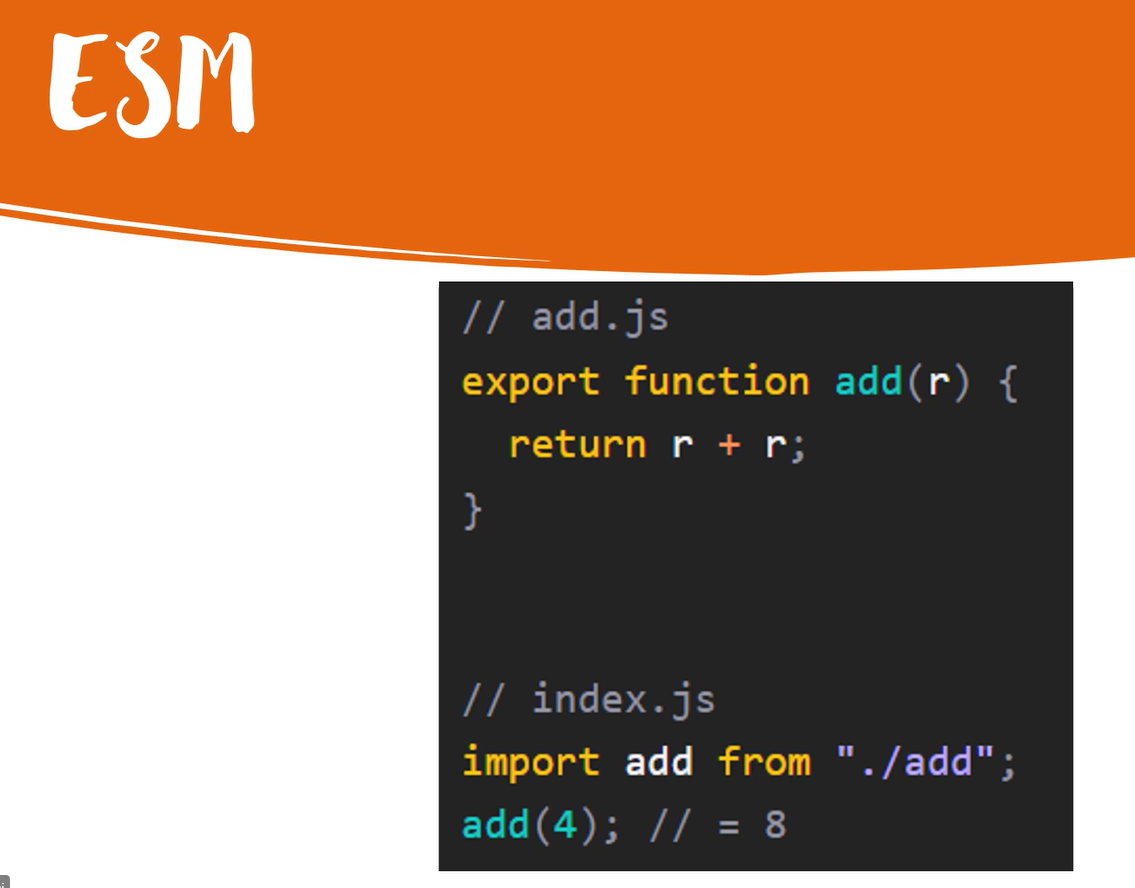 ESM
// add.js
export function add(r) {
  return r + r;
}
// index.js
import add from "./add";
add(4); // = 8